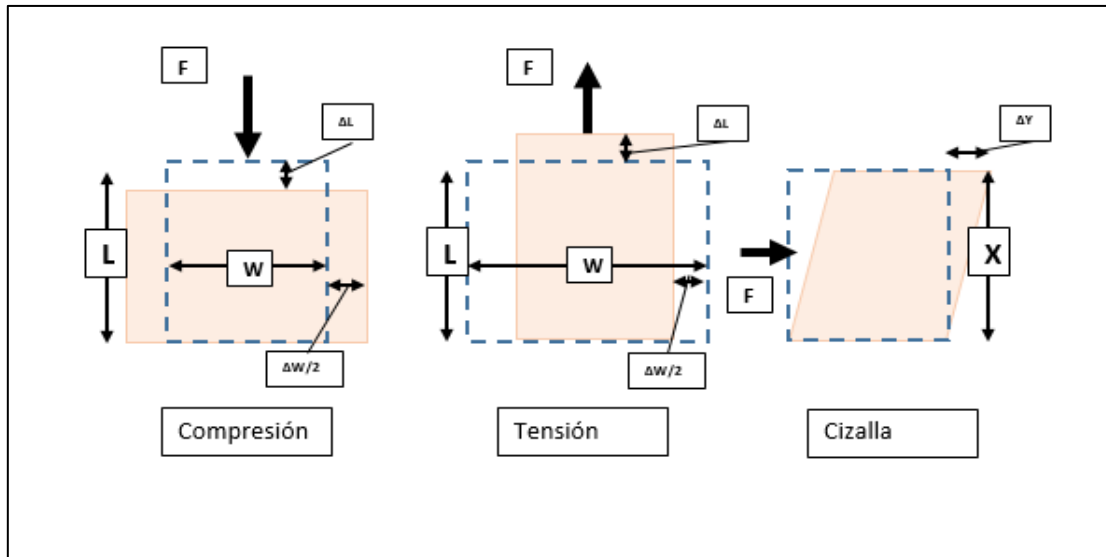 F
ΔL
L
W
ΔW/2
Compresión
F
ΔL
L
W
ΔW/2
Tensión
ΔY
F
X
Cizalla